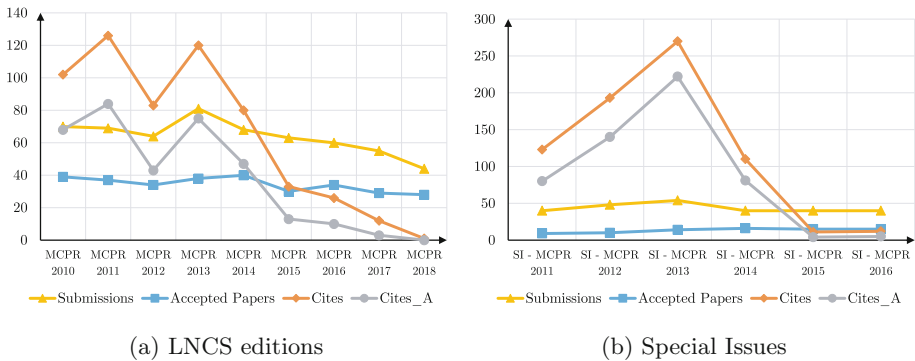 140
120
100
80
60
40
20
0
MCPR MCPR MCPR MCPR MCPR MCPR MCPR MCPR MCPR
2010 2011 2012 2013 2014 2015 2016 2017 2018
Submissions Accepted Papers Cites Cites_A
(a) LNCS editions
300
250
200
150
100
50
0
SI - MCPR SI - MCPR SI - MCPR SI - MCPR SI - MCPR SI - MCPR
2011 2012 2013 2014 2015 2016
Submissions Accepted Papers Cites Cites_A
(b) Special Issues